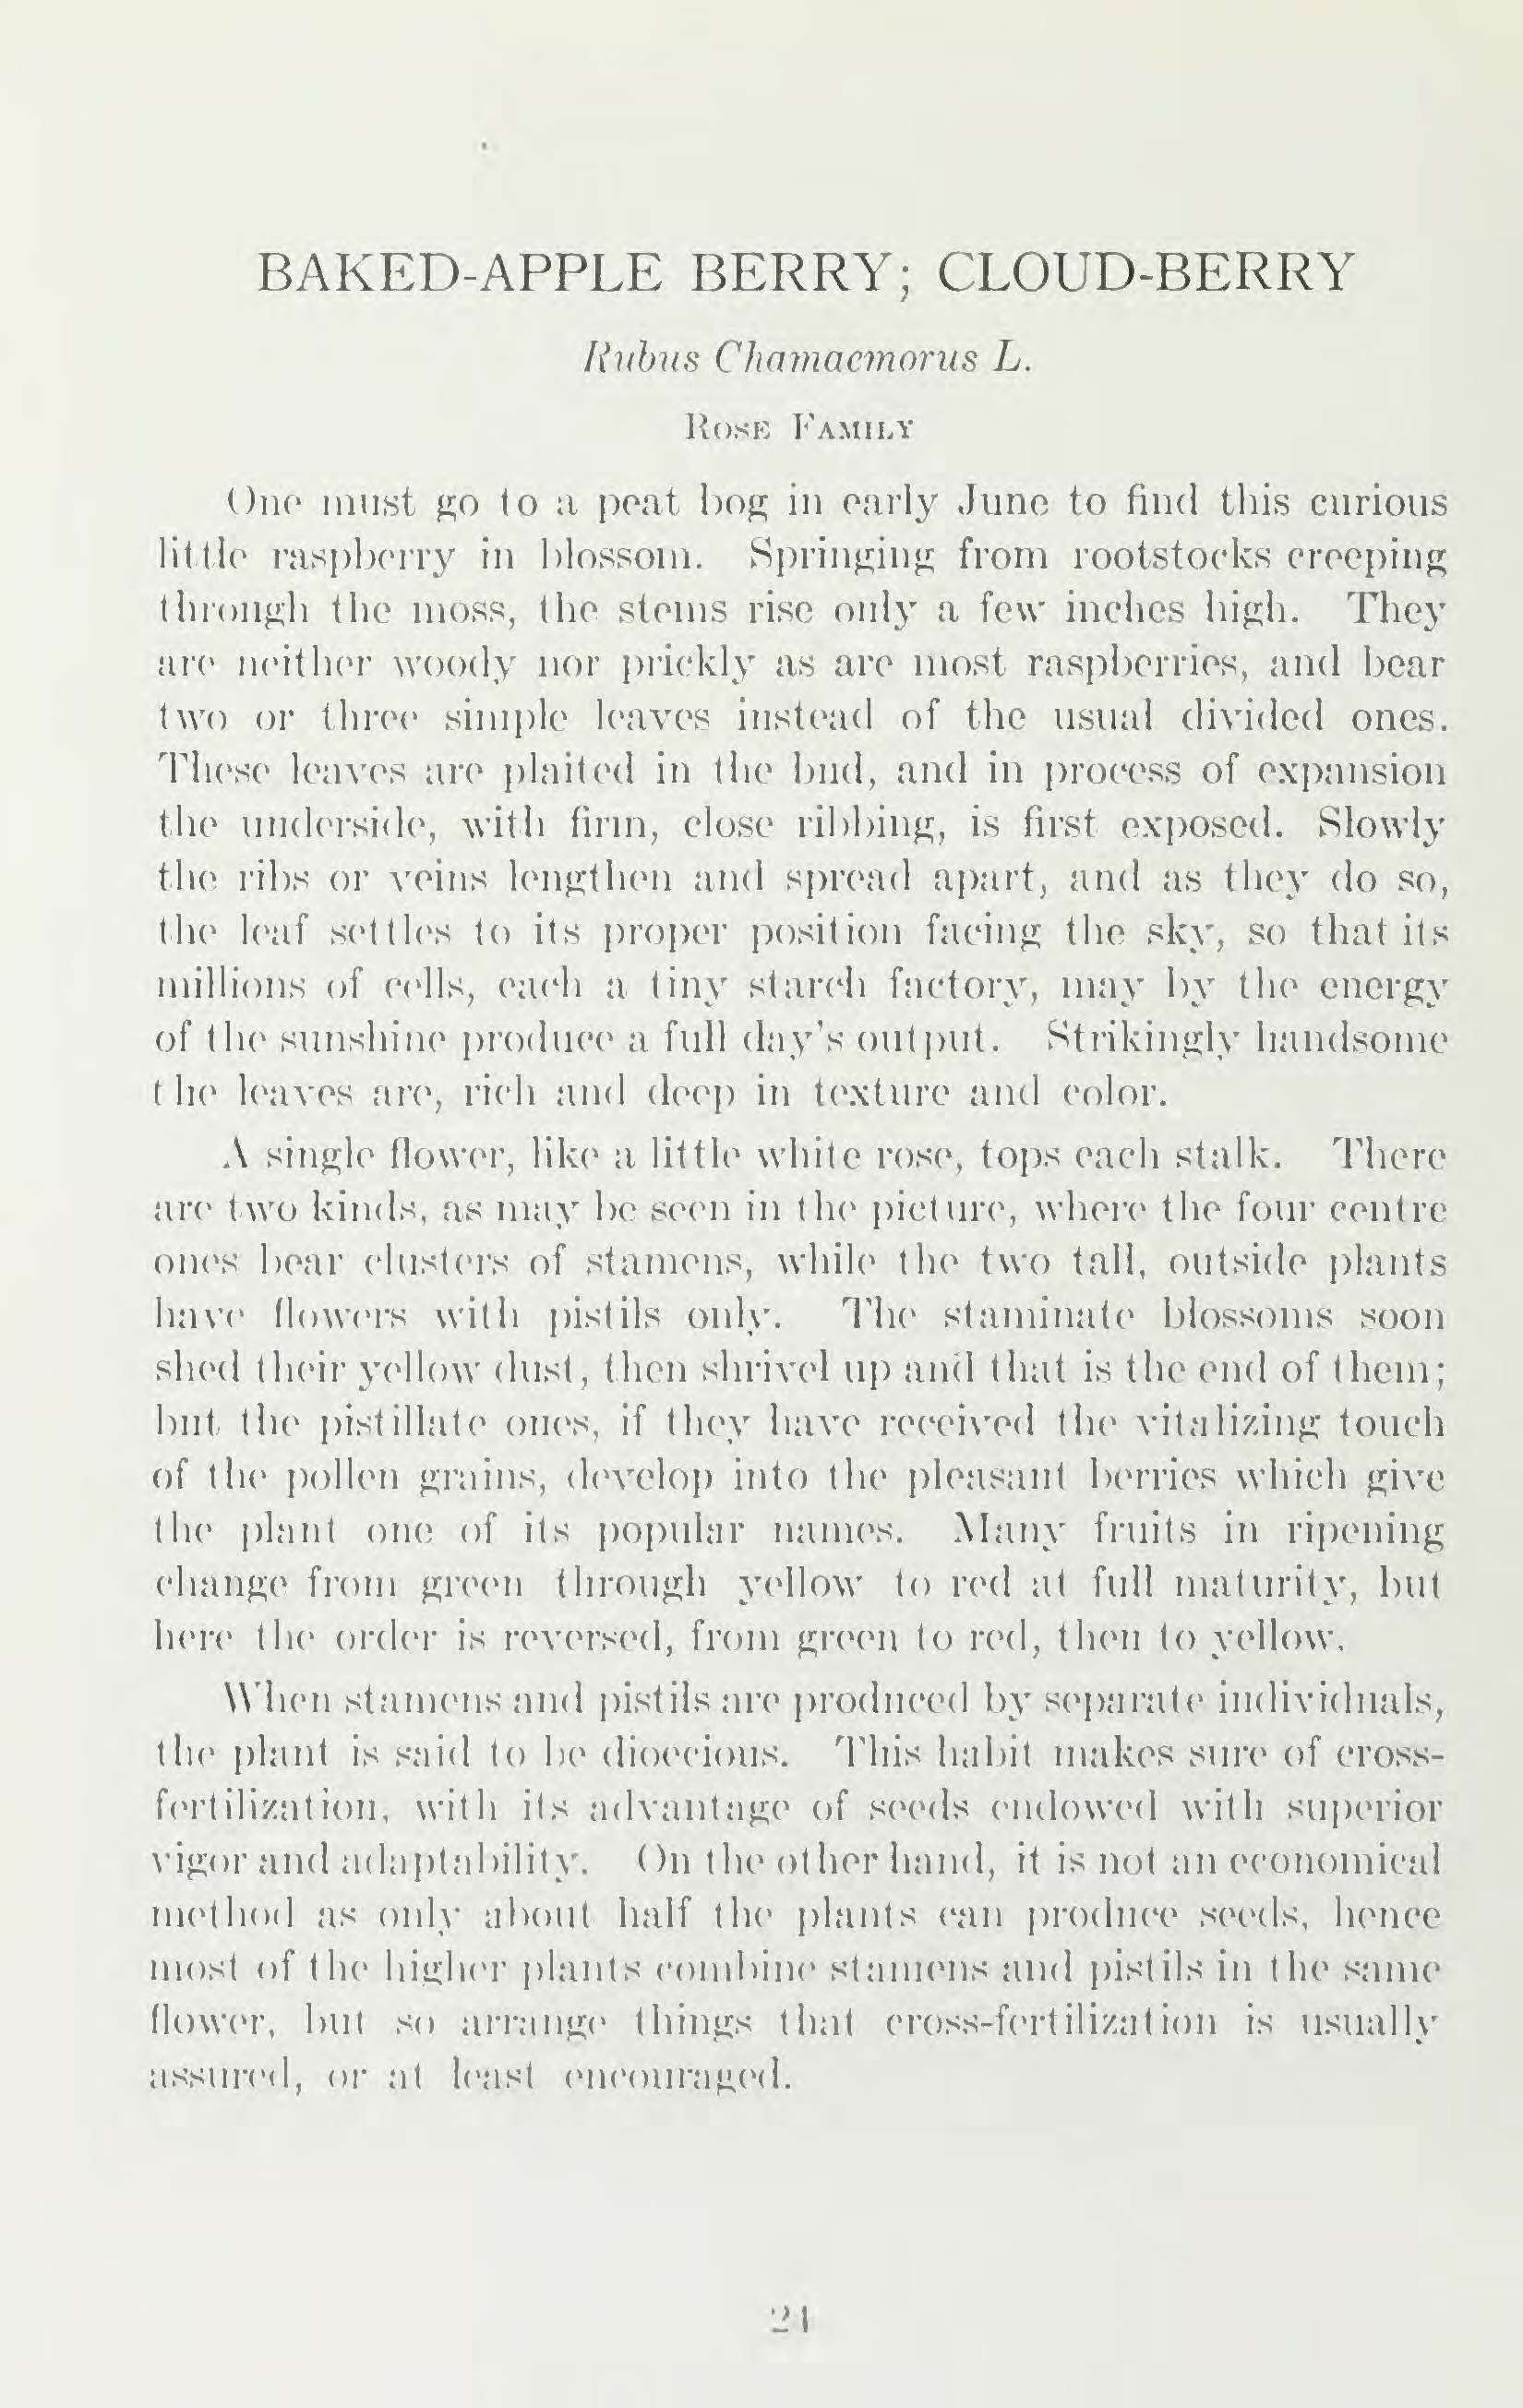 BAKED-APPLE BERRY; CLOUD-BERRY
Rubus Chamaemorus L.
Rose Family
One must go to a peat bog in early June to find this curious
little raspberry in blossom. Springing from rootstocks creeping
through the moss, the stems rise only a few inches high. They
are neither woody nor prickly as are most raspberries, and bear
two or three simple leaves instead of the usual divided ones.
These leaves are plaited in the bud, and in process of expansion
the underside, with firm, close ribbing, is first exposed. Slowly
the ribs or veins lengthen and spread apart, and as they do so,
the leaf settles to its proper position facing the sky, so that its
millions of cells, each a tiny starch factory, may by the energy
of the sunshine produce a full day's output. Strikingly handsome
the leaves are, rich and deep in texture and color.
A single flower, like a little white rose, tops each stalk. There
are two kinds, as may be seen in the picture, where the four centre
ones bear clusters of stamens, while the two tall, outside plants
have flowers with pistils only. The staminate blossoms soon
shed their yellow dust, then shrivel up and that is the end of them;
but the pistillate ones, if they have received the vitalizing touch
of the pollen grains, develop into the pleasant berries which give
the plant one of its popular names. Many fruits in ripening
change from green through yellow to red at full maturity, but
here the order is reversed, from green to red, then to yellow.
When stamens and pistils are produced by separate individuals,
the plant is said to be dioecious. This habit makes sure of cross-
fertilization, with its advantage of seeds endowed with superior
vigor and adaptability. On the other hand, it is not an economical
method as only about half the plants can produce seeds, hence
most of the higher plants combine stamens and pistils in the same
flower, but so arrange things that cross-fertilization is usually
assured, or at least encouraged.